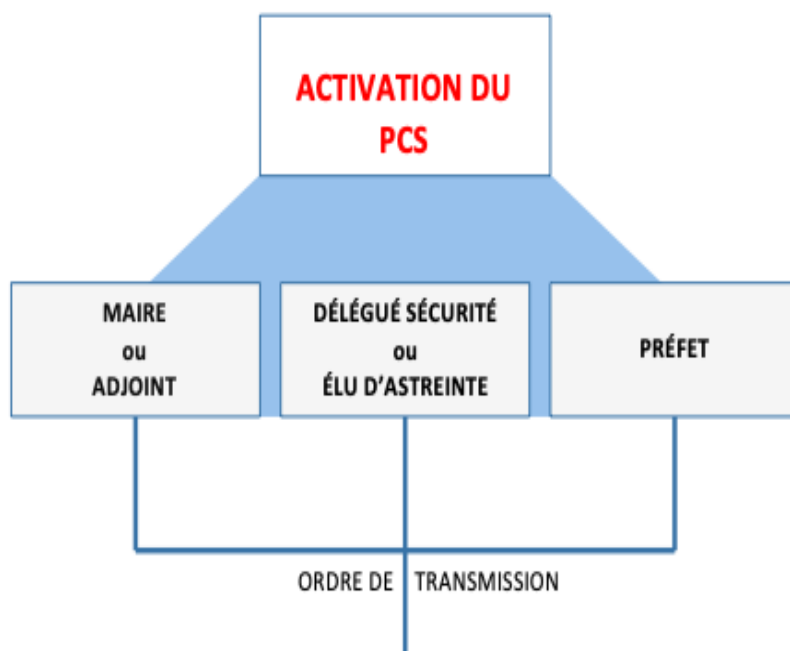 ACTIVATION DU
PCS
MAIRE
ou
ADJOINT
DÉLÉGUÉ SÉCURITÉ
ou
ÉLU D'ASTREINTE
PRÉFET
ORDRE DE TRANSMISSION